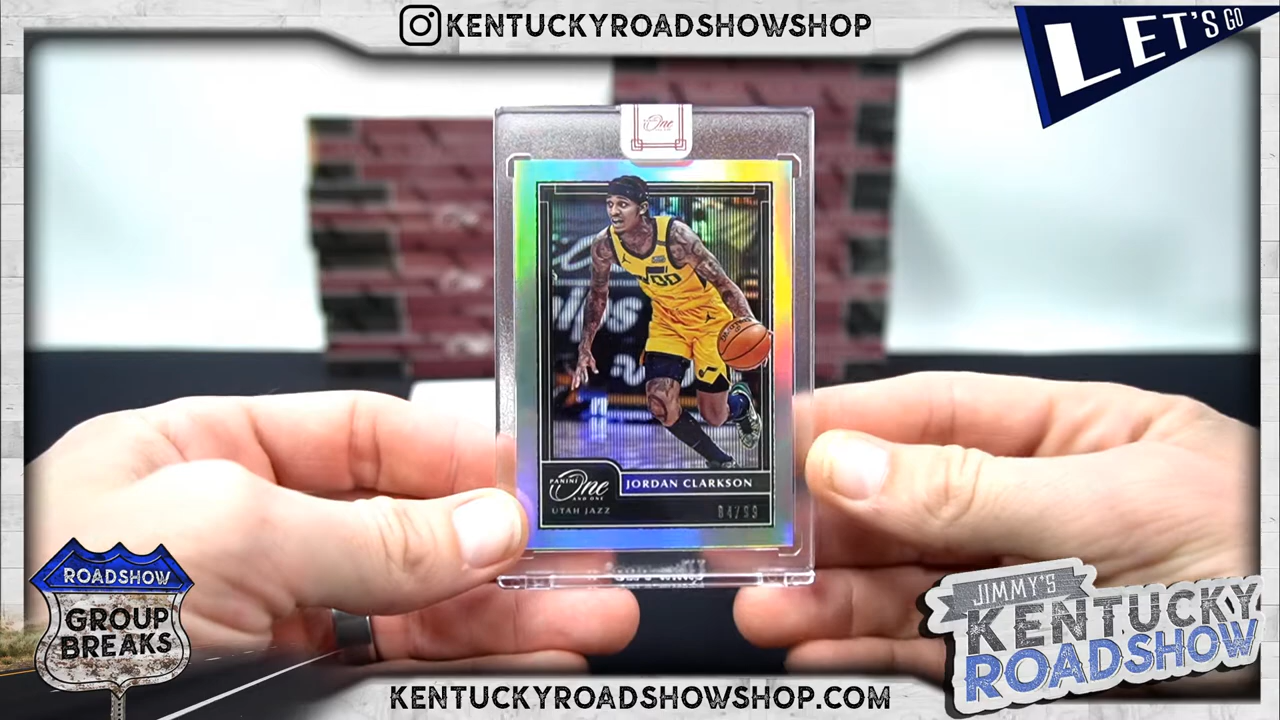 KENTUCKYROADSHOWSHOP
LET'S GO
One
JORDAN CLARKSON
PANINI One
AND ONE
UTAH JAZZ
04/99
ROADSHOW
GROUP
BREAKS
JIMMY'S
KENTUCKY
ROADSHOW
KENTUCKYROADSHOWSHOP.COM